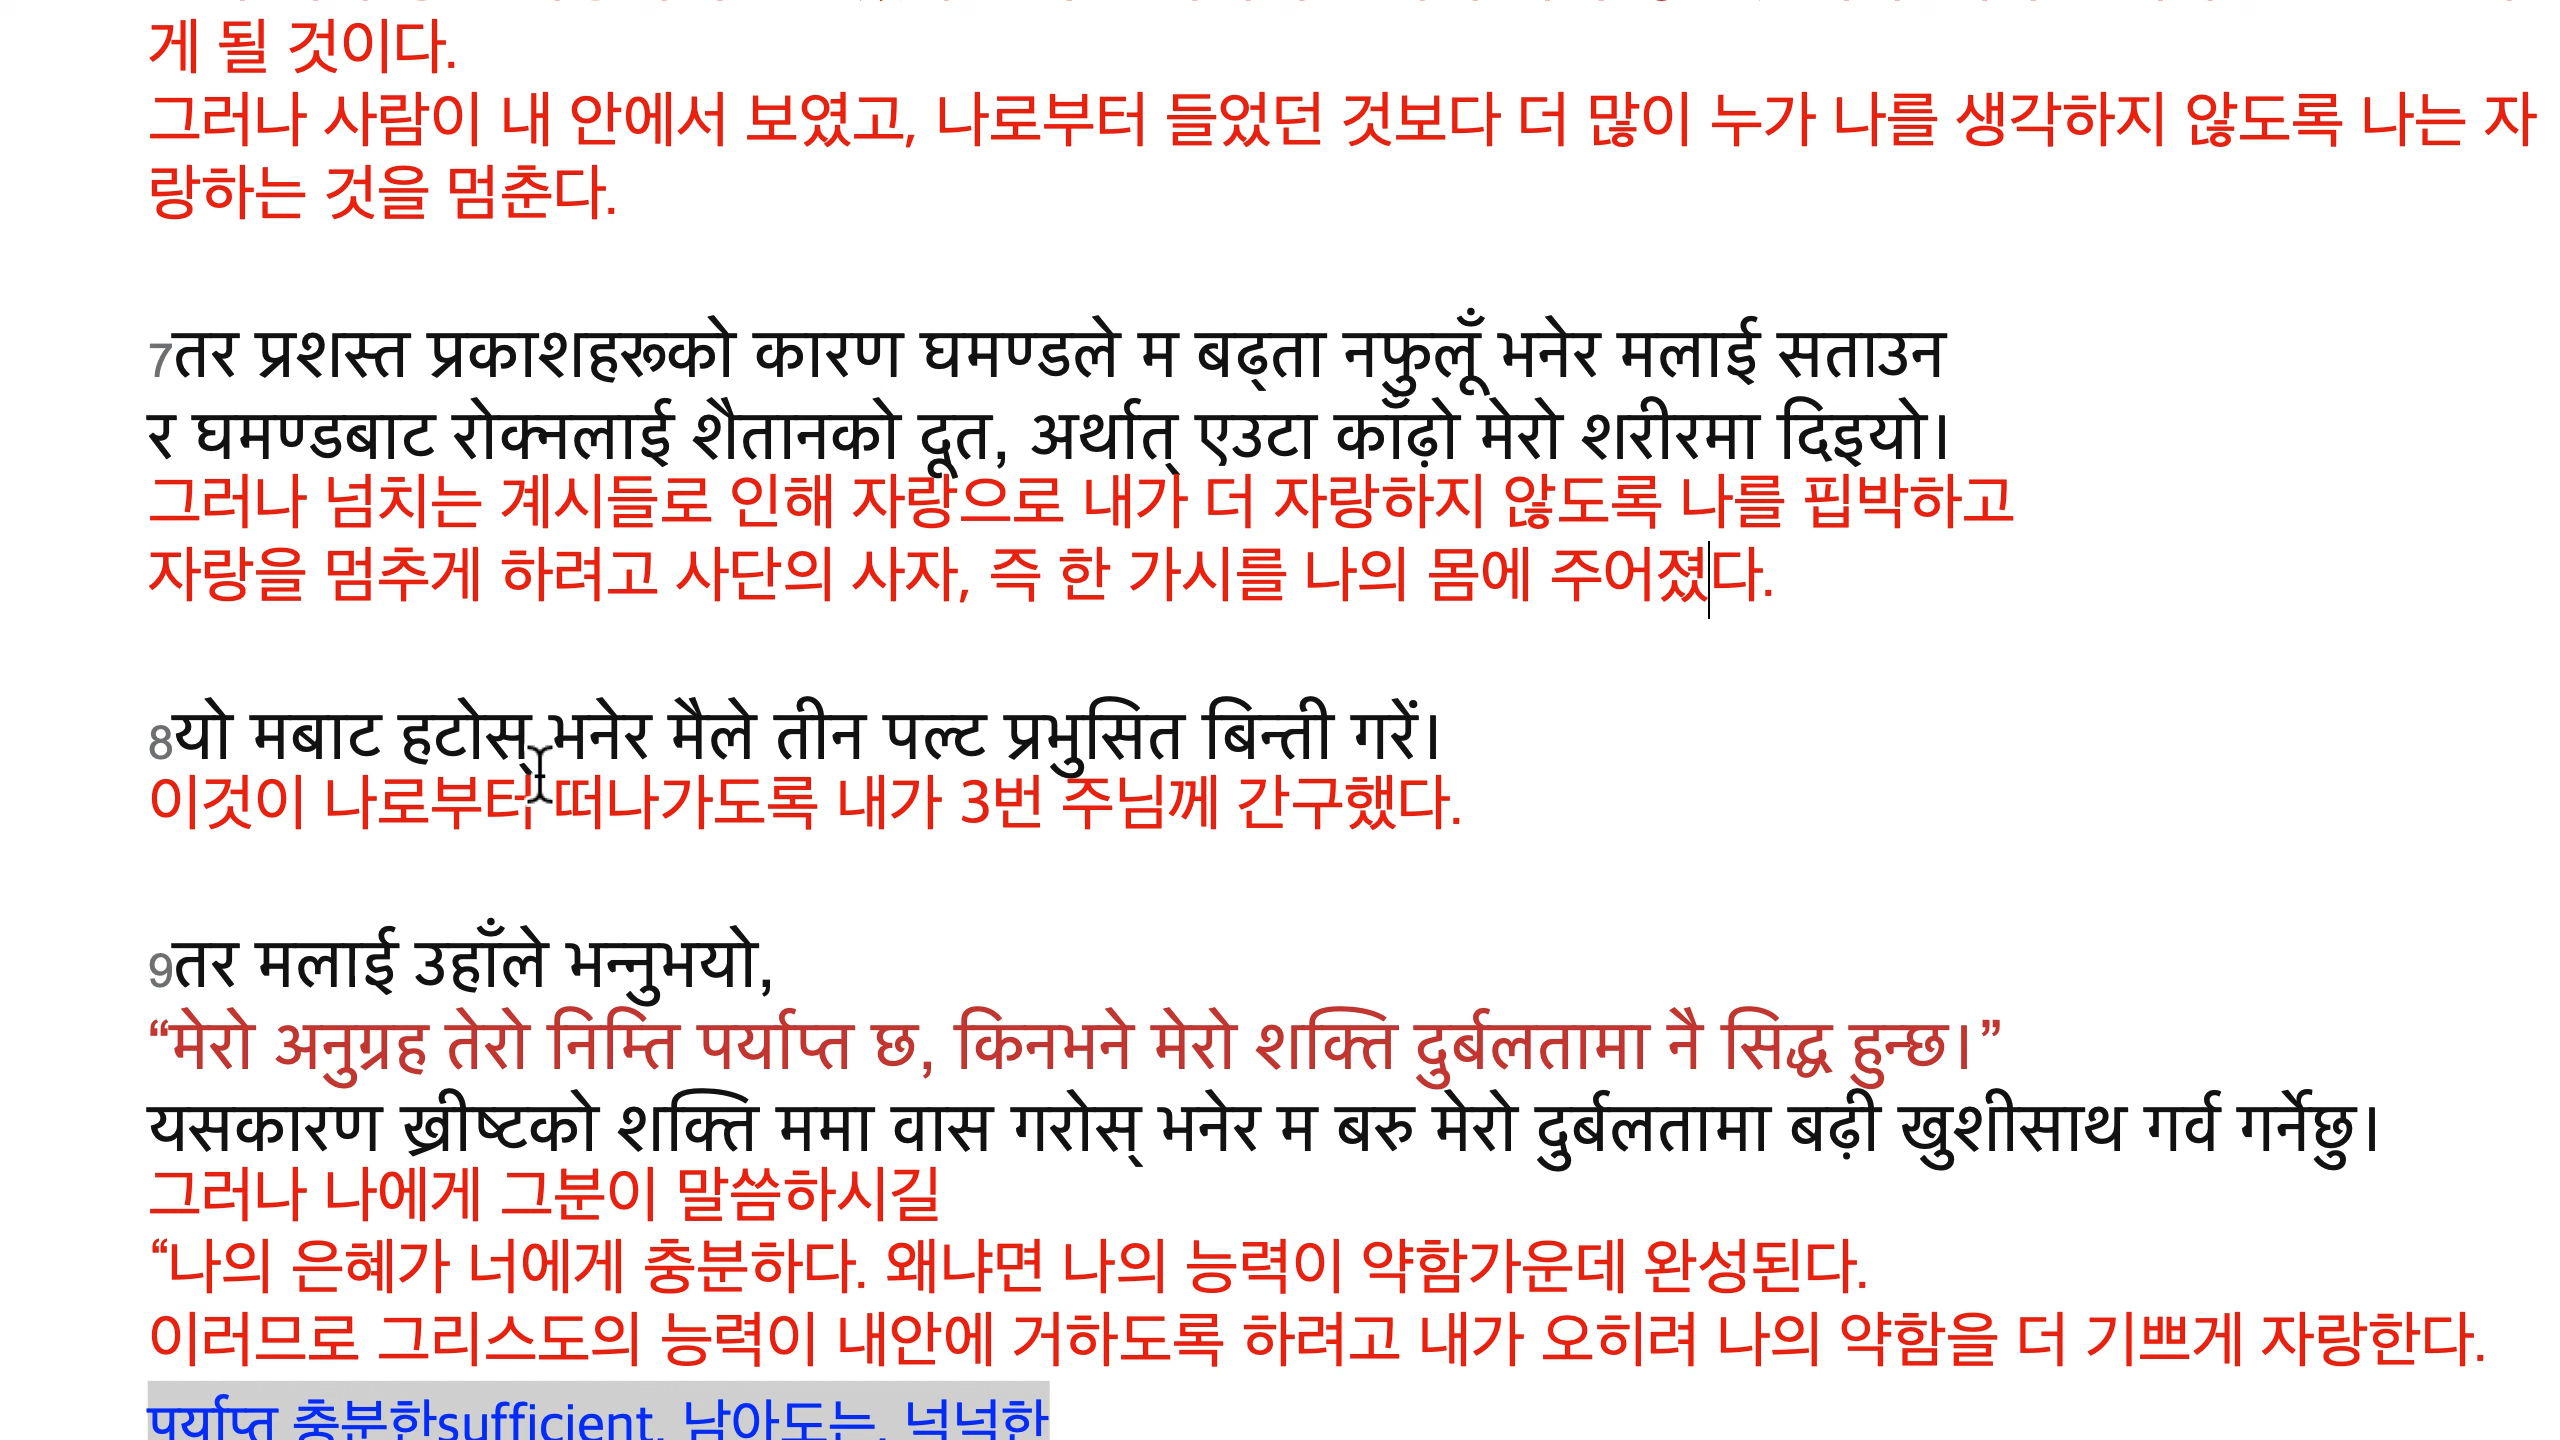 게 될 것이다.
그러나 사람이 내 안에서 보였고, 나로부터 들었던 것보다 더 많이 누가 나를 생각하지 않도록 나는 자
랑하는 것을 멈춘다.
7तर प्रशस्त प्रकाशहरूको कारण घमण्डले म बढ्ता नफुलूँ भनेर मलाई सताउन
र घमण्डबाट रोक्नलाई शैतानको दूत, अर्थात् एउटा काँढ़ो मेरो शरीरमा दिइयो।
그러나 넘치는 계시들로 인해 자랑으로 내가 더 자랑하지 않도록 나를 핍박하고
자랑을 멈추게 하려고 사단의 사자, 즉 한 가시를 나의 몸에 주어졌다.
8यो मबाट हटोस् भनेर मैले तीन पल्ट प्रभुसित बिन्ती गरें।
이것이 나로부터 떠나가도록 내가 3번 주님께 간구했다.
9तर मलाई उहाँले भन्नुभयो,
“मेरो अनुग्रह तेरो निम्ति पर्याप्त छ, किनभने मेरो शक्ति दुर्बलतामा नै सिद्ध हुन्छ।”
यसकारण ख्रीष्टको शक्ति ममा वास गरोस् भनेर म बरु मेरो दुर्बलतामा बढ़ी खुशीसाथ गर्व गर्नेछु।
그러나 나에게 그분이 말씀하시길
“나의 은혜가 너에게 충분하다. 왜냐면 나의 능력이 약함가운데 완성된다.
이러므로 그리스도의 능력이 내안에 거하도록 하려고 내가 오히려 나의 약함을 더 기쁘게 자랑한다.
पर्याप्त 충분한sufficient, 남아도는, 넉넉한